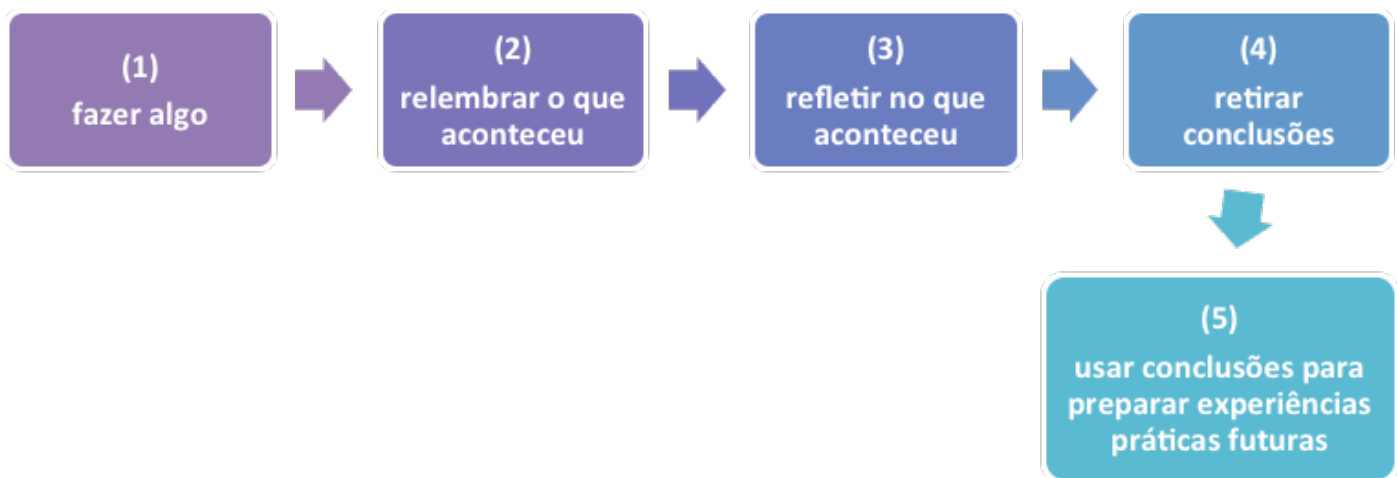 (1)
fazer algo
(2)
relembrar o que
aconteceu
(3)
refletir no que
aconteceu
(4)
retirar
conclusões
(5)
usar conclusões para
preparar experiências
práticas futuras